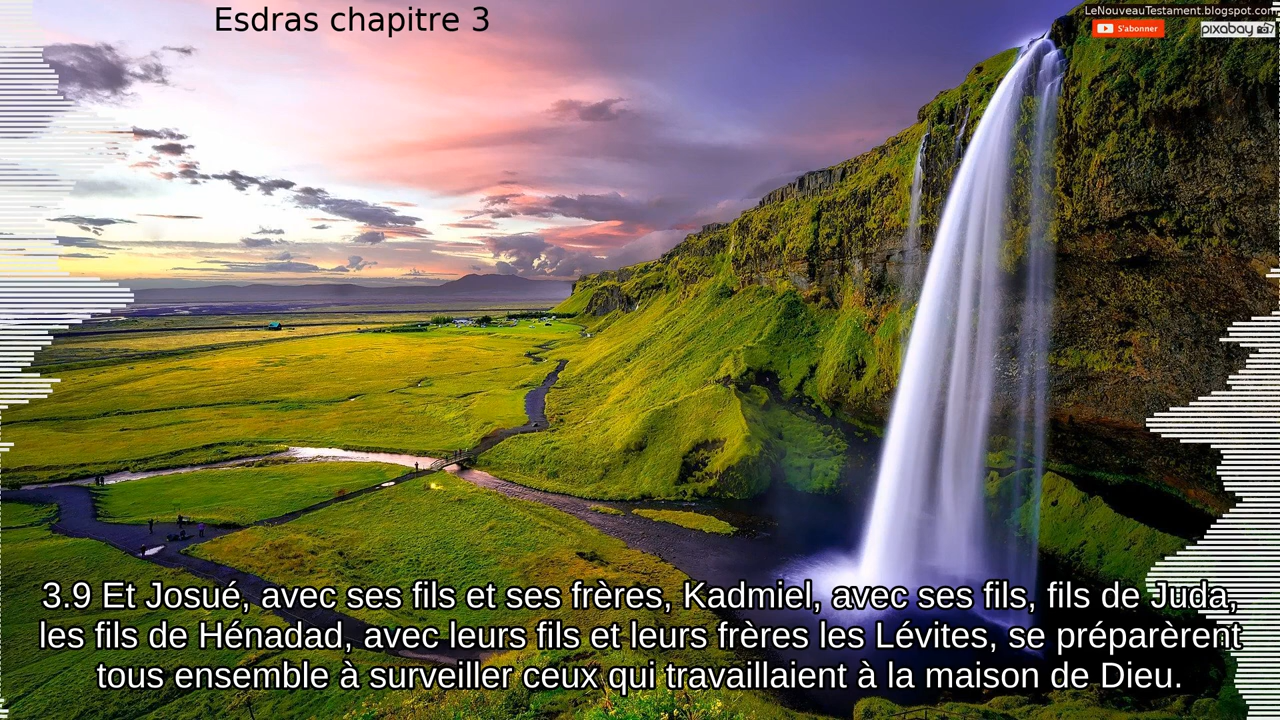 Esdras chapitre 3
LeNouveauTestament.blogspot.com
S'abonner
pixabay
3.9 Et Josué, avec ses fils et ses frères, Kadmiel, avec ses fils, fils de Juda,
les fils de Hénadad, avec leurs fils et leurs frères les Lévites, se préparèrent
tous ensemble à surveiller ceux qui travaillaient à la maison de Dieu.